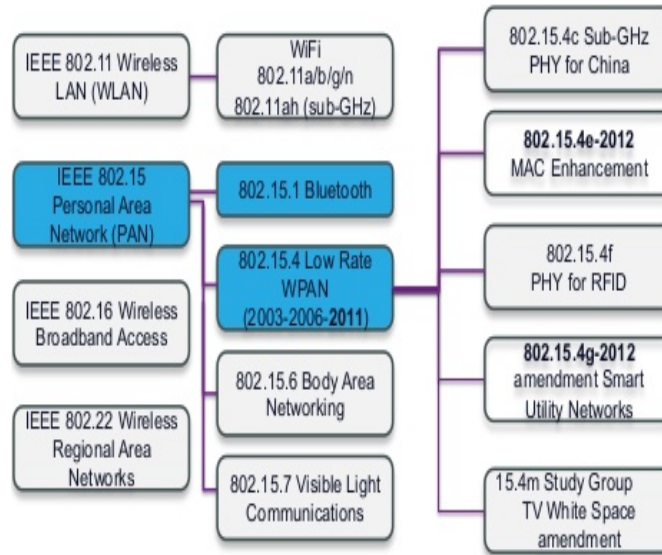 IEEE 802.11 Wireless
LAN (WLAN)
WiFi
802.11a/b/g/n
802.11ah (sub-GHz)
IEEE 802.15
Personal Area
Network (PAN)
802.15.1 Bluetooth
802.15.4 Low Rate
WPAN
(2003-2006-2011)
IEEE 802.16 Wireless
Broadband Access
802.15.6 Body Area
Networking
IEEE 802.22 Wireless
Regional Area
Networks
802.15.7 Visible Light
Communications
802.15.4c Sub-GHz
PHY for China
802.15.4e-2012
MAC Enhancement
802.15.4f
PHY for RFID
802.15.4g-2012
amendment Smart
Utility Networks
15.4m Study Group
TV White Space
amendment